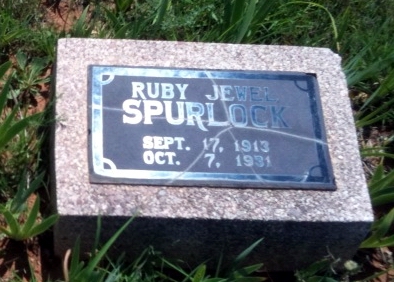 RUBY JEWEL
SPURLOCK
SEPT. 17, 1913
OCT. 7, 1931